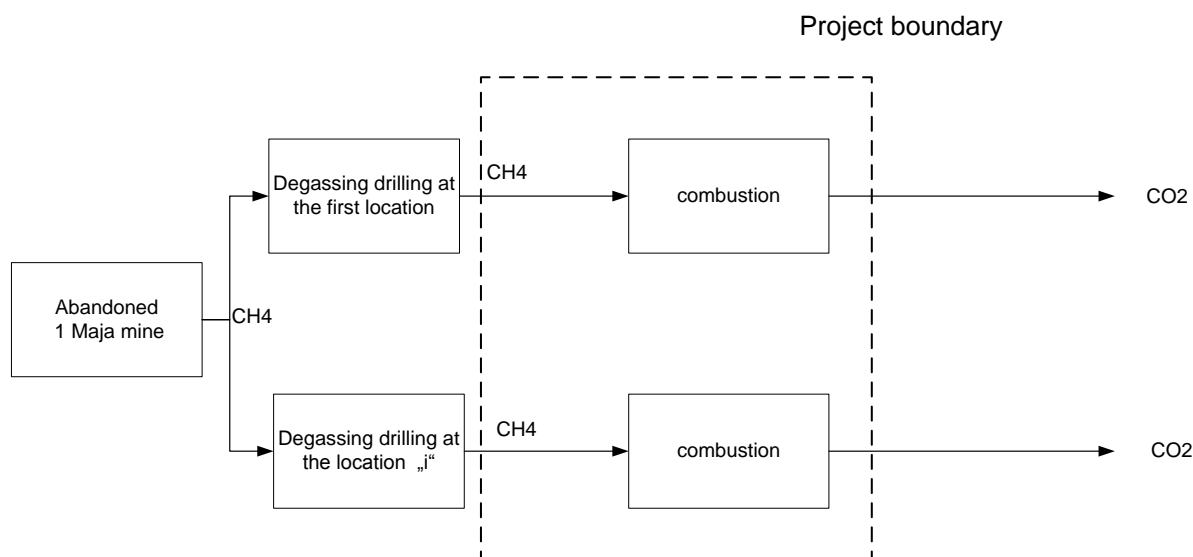 Project boundary
Degassing drilling at
the first location
CH4
combustion
CO2
Abandoned
1 Maja mine
CH4
Degassing drilling at
the location „i“
CH4
combustion
CO2